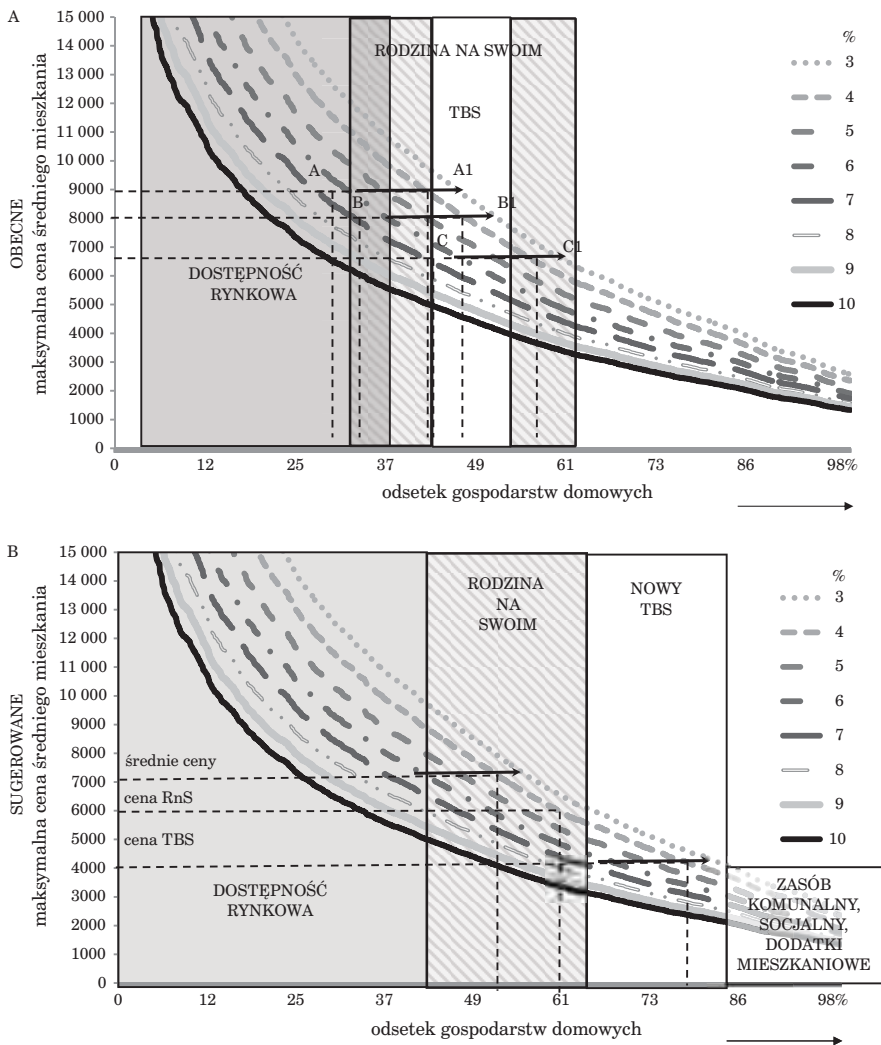 A
OBECNE
maksymalna cena średniego mieszkania
15 000
14 000
13 000
12 000
11 000
10 000
9000
8000
7000
6000
5000
4000
3000
2000
1000
0
RODZINA NA SWOIM
TBS
A
A1
B
B1
C
C1
DOSTĘPNOŚĆ
RYNKOWA
%
3
4
5
6
7
8
9
10
0
12
25
37
49
61
73
86
98%
odsetek gospodarstw domowych
B
SUGEROWANE
maksymalna cena średniego mieszkania
15 000
14 000
13 000
12 000
11 000
10 000
9000
8000
7000
6000
5000
4000
3000
2000
1000
0
RODZINA
NA
SWOIM
NOWY
TBS
średnie ceny
cena RnS
cena TBS
DOSTĘPNOŚĆ
RYNKOWA
ZASÓB
KOMUNALNY,
SOCJALNY,
DODATKI
MIESZKANIOWE
%
3
4
5
6
7
8
9
10
0
12
25
37
49
61
73
86
98%
odsetek gospodarstw domowych